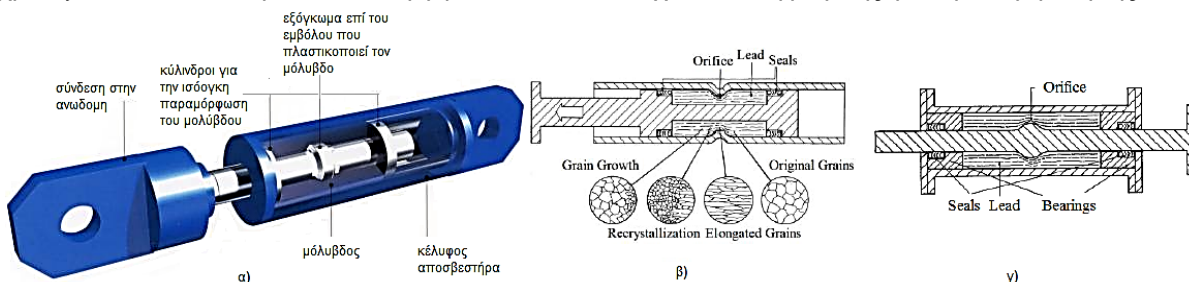 εξόγκωμα επί του
εμβόλου που
πλαστικοποιεί τον
μόλυβδο
σύνδεση στην
ανωδομη
κύλινδροι για
την ισόογκη
παραμόρφωση
του μολύβδου
μόλυβδος
κέλυφος
αποσβεστήρα
α)
Orifice Lead Seals
Grain Growth
Original Grains
Recrystallization Elongated Grains
β)
Orifice
Seals Lead Bearings
γ)